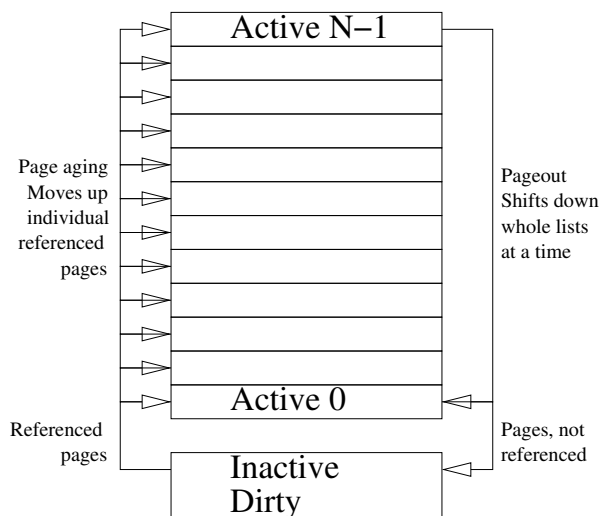 Active N−1
Page aging
Moves up
individual
referenced
pages
Pageout
Shifts down
whole lists
at a time
Active 0
Referenced
pages
Pages, not
referenced
Inactive
Dirty